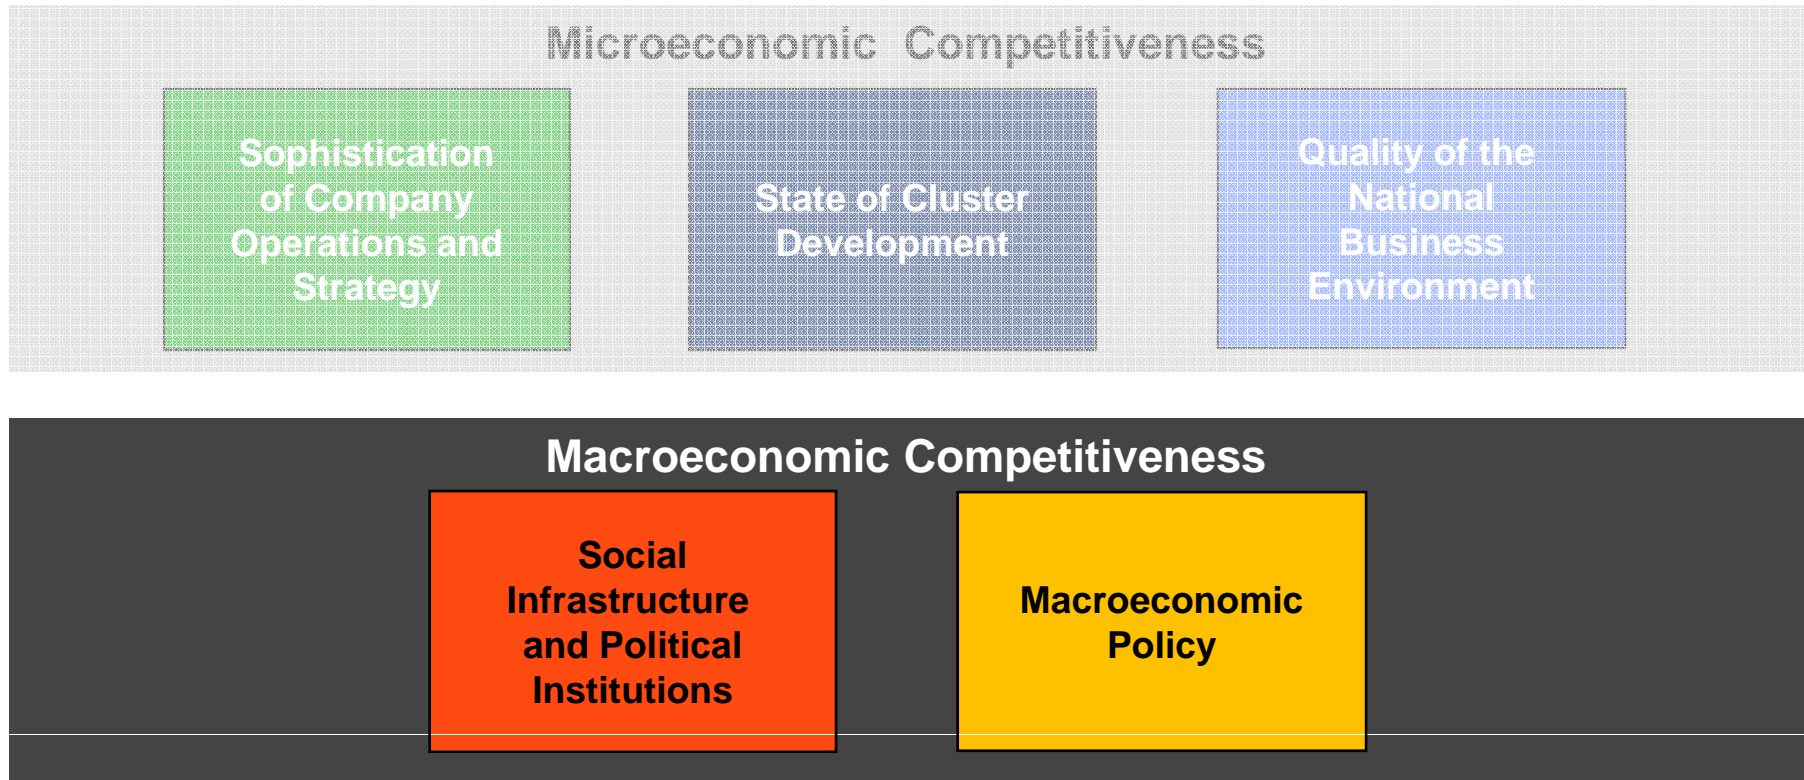 Microeconomic Competitiveness
Sophistication
of Company
Operations and
Strategy
State of Cluster
Development
Quality of the
National
Business
Environment
Macroeconomic Competitiveness
Social
Infrastructure
and Political
Institutions
Macroeconomic
Policy